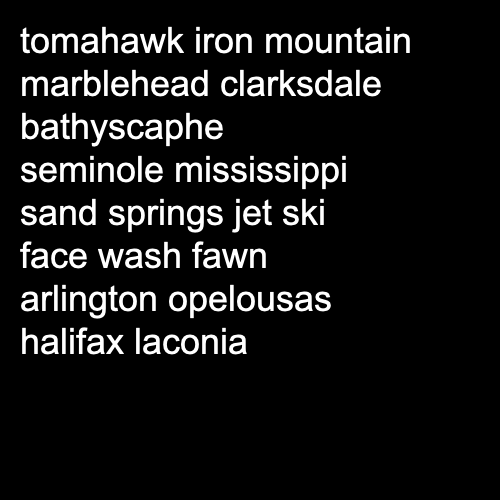 tomahawk iron mountain
marblehead clarksdale
bathyscaphe
seminole mississippi
sand springs jet ski
face wash fawn
arlington opelousas
halifax laconia